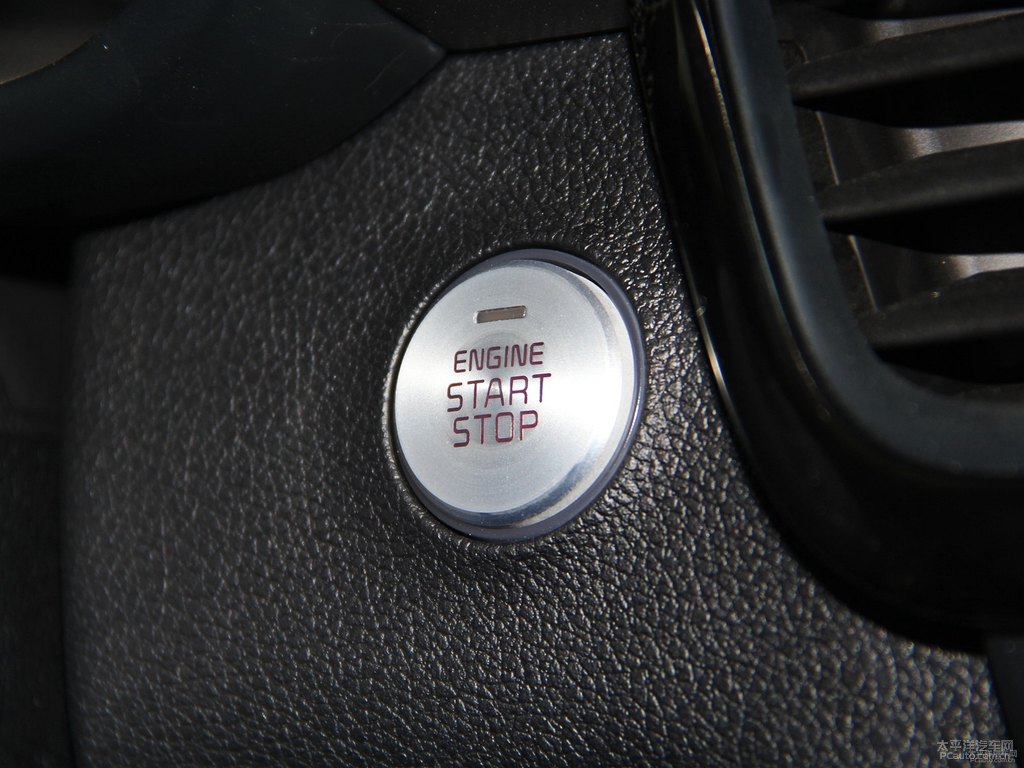 ENGINE
START
STOP
太平洋汽车网
PCauto.com.cn